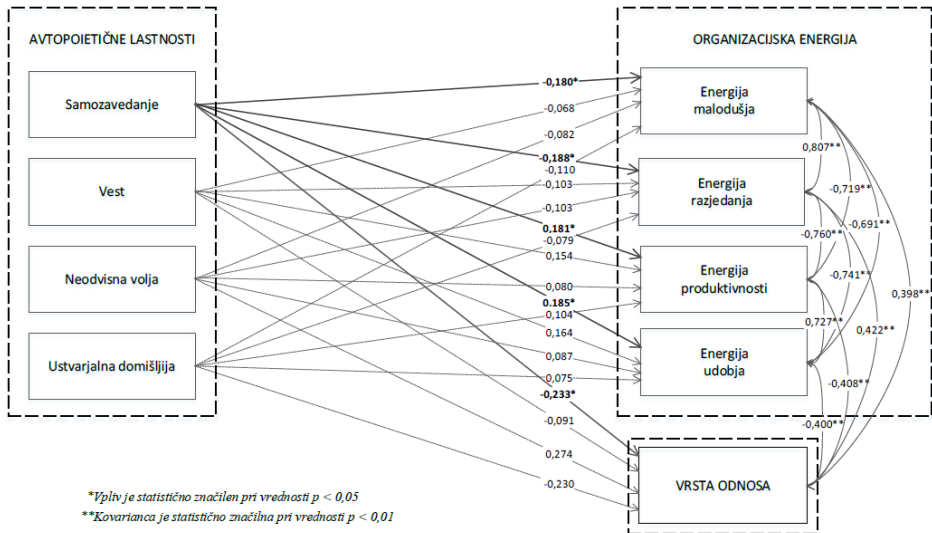 AVTOPOIETIČNE LASTNOSTI
Samozavedanje
Vest
Neodvisna volja
Ustvarjalna domišljija
-0,180*
-0,068
-0,082
-0,188*
-0,110
-0,103
-0,103
0,181*
-0,079
0,154
0,080
0,185*
0,104
0,164
0,087
0,075
-0,233*
-0,091
0,274
-0,230
ORGANIZACIJSKA ENERGIJA
Energija
malodušja
Energija
razjedanja
Energija
produktivnosti
Energija
udobja
VRSTA ODNOSA
0,807**
-0,719**
-0,691**
-0,760**
-0,741**
0,398**
0,727**
0,422**
-0,408**
-0,400**
*Vpliv je statistično značilen pri vrednosti p < 0,05
**Kovarianca je statistično značilna pri vrednosti p < 0,01